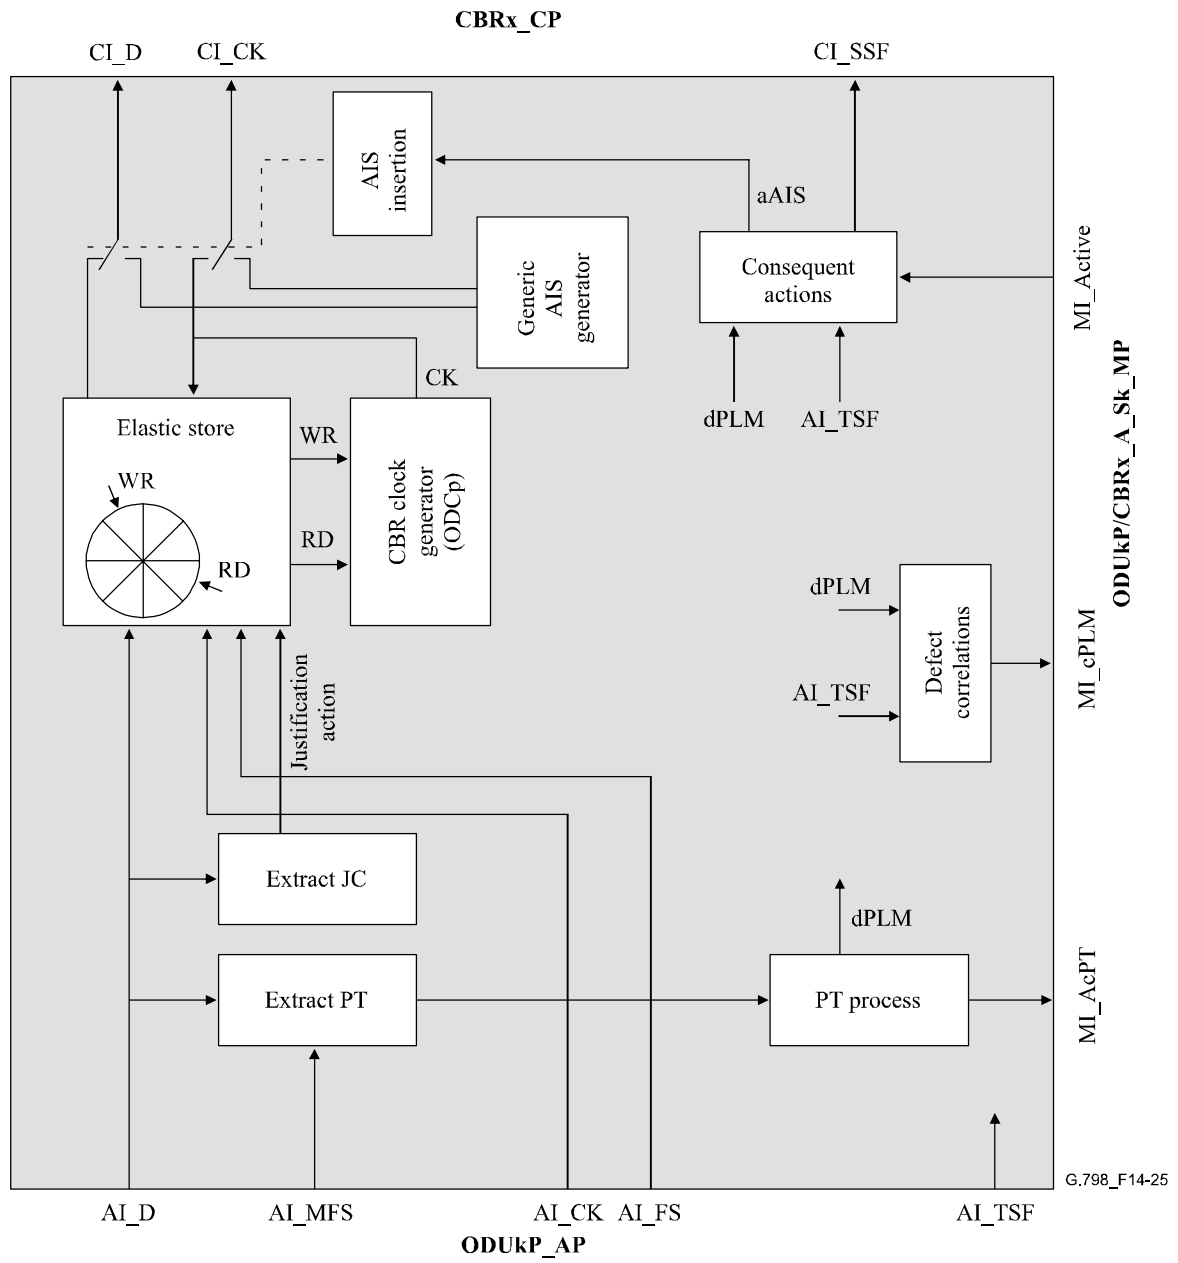 CBRx_CP
CI_D
CI_CK
CI_SSF
AIS
insertion
aAIS
Generic
AIS
generator
Consequent
actions
MI_Active
CK
dPLM
AI_TSF
ODUkP/CBRx_A_Sk_MP
Elastic store
WR
WR
RD
RD
CBR clock
generator
(ODCp)
dPLM
AI_TSF
Defect
correlations
MI_cPLM
Justification
action
Extract JC
dPLM
Extract PT
PT process
MI_AcPT
G.798_F14-25
AI_D
AI_MFS
AI_CK
AI_FS
AI_TSF
ODUkP_AP